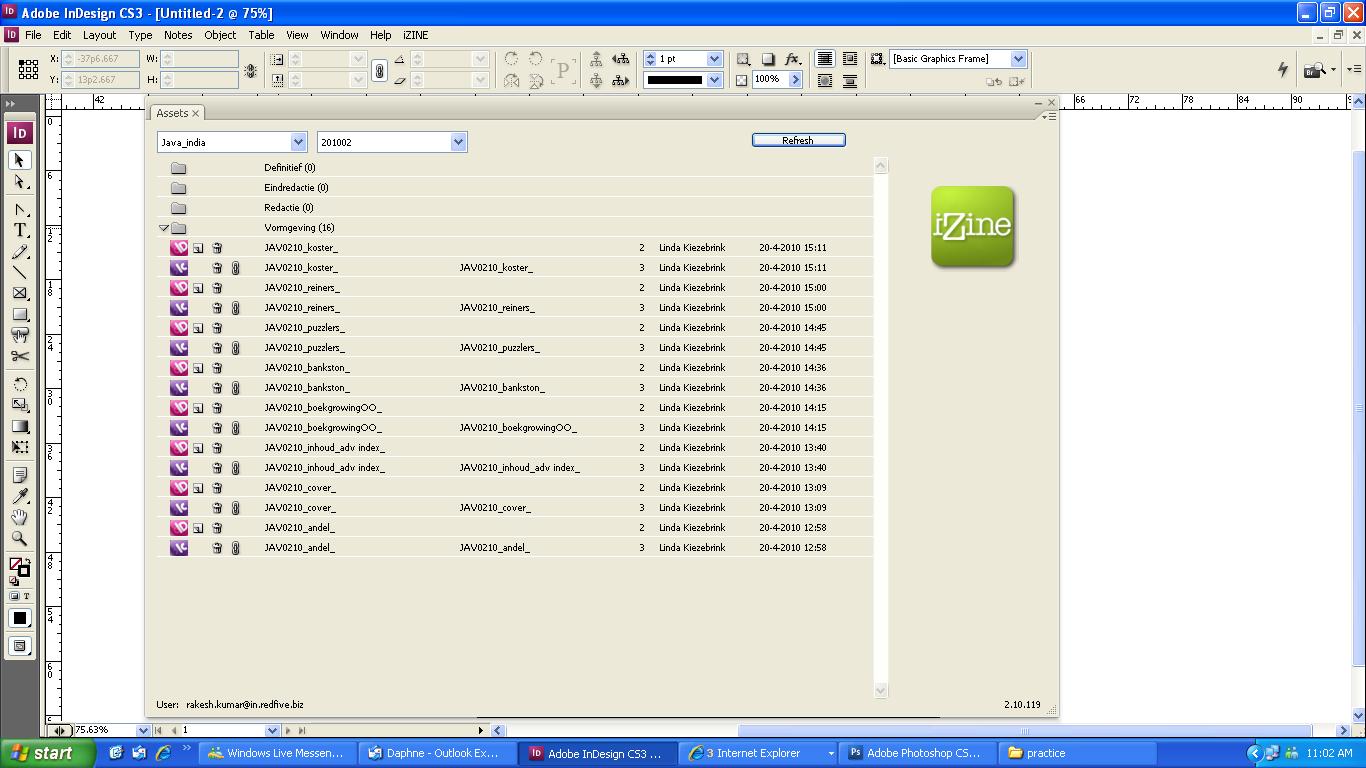 Adobe InDesign CS3 - [Untitled-2 @ 75%]
File Edit Layout Type Notes Object Table View Window Help iZINE
X: -37p6.667 W: 1 pt [Basic Graphics Frame]
Y: 13p2.667 H: 100%
42 66 72 78 84 90
Assets
Java_india 201002 Refresh
Definitief (0)
Eindredactie (0)
Redactie (0)
Vormgeving (16)
iZine
JAV0210_koster_ 2 Linda Kiezebrink 20-4-2010 15:11
JAV0210_koster_ JAV0210_koster_ 3 Linda Kiezebrink 20-4-2010 15:11
JAV0210_reiners_ 2 Linda Kiezebrink 20-4-2010 15:00
JAV0210_reiners_ JAV0210_reiners_ 3 Linda Kiezebrink 20-4-2010 15:00
JAV0210_puzzlers_ 2 Linda Kiezebrink 20-4-2010 14:45
JAV0210_puzzlers_ JAV0210_puzzlers_ 3 Linda Kiezebrink 20-4-2010 14:45
JAV0210_bankston_ 2 Linda Kiezebrink 20-4-2010 14:36
JAV0210_bankston_ JAV0210_bankston_ 3 Linda Kiezebrink 20-4-2010 14:36
JAV0210_boekgrowingOO_ 2 Linda Kiezebrink 20-4-2010 14:15
JAV0210_boekgrowingOO_ JAV0210_boekgrowingOO_ 3 Linda Kiezebrink 20-4-2010 14:15
JAV0210_inhoud_adv index_ 2 Linda Kiezebrink 20-4-2010 13:40
JAV0210_inhoud_adv index_ JAV0210_inhoud_adv index_ 3 Linda Kiezebrink 20-4-2010 13:40
JAV0210_cover_ 2 Linda Kiezebrink 20-4-2010 13:09
JAV0210_cover_ JAV0210_cover_ 3 Linda Kiezebrink 20-4-2010 13:09
JAV0210_andel_ 2 Linda Kiezebrink 20-4-2010 12:58
JAV0210_andel_ JAV0210_andel_ 3 Linda Kiezebrink 20-4-2010 12:58
User: rakesh.kumar@in.redfive.biz 2.10.119
75.63% 1
start Windows Live Messen... Daphne - Outlook Ex... Adobe InDesign CS3 ... 3 Internet Explorer Adobe Photoshop CS... practice 11:02 AM